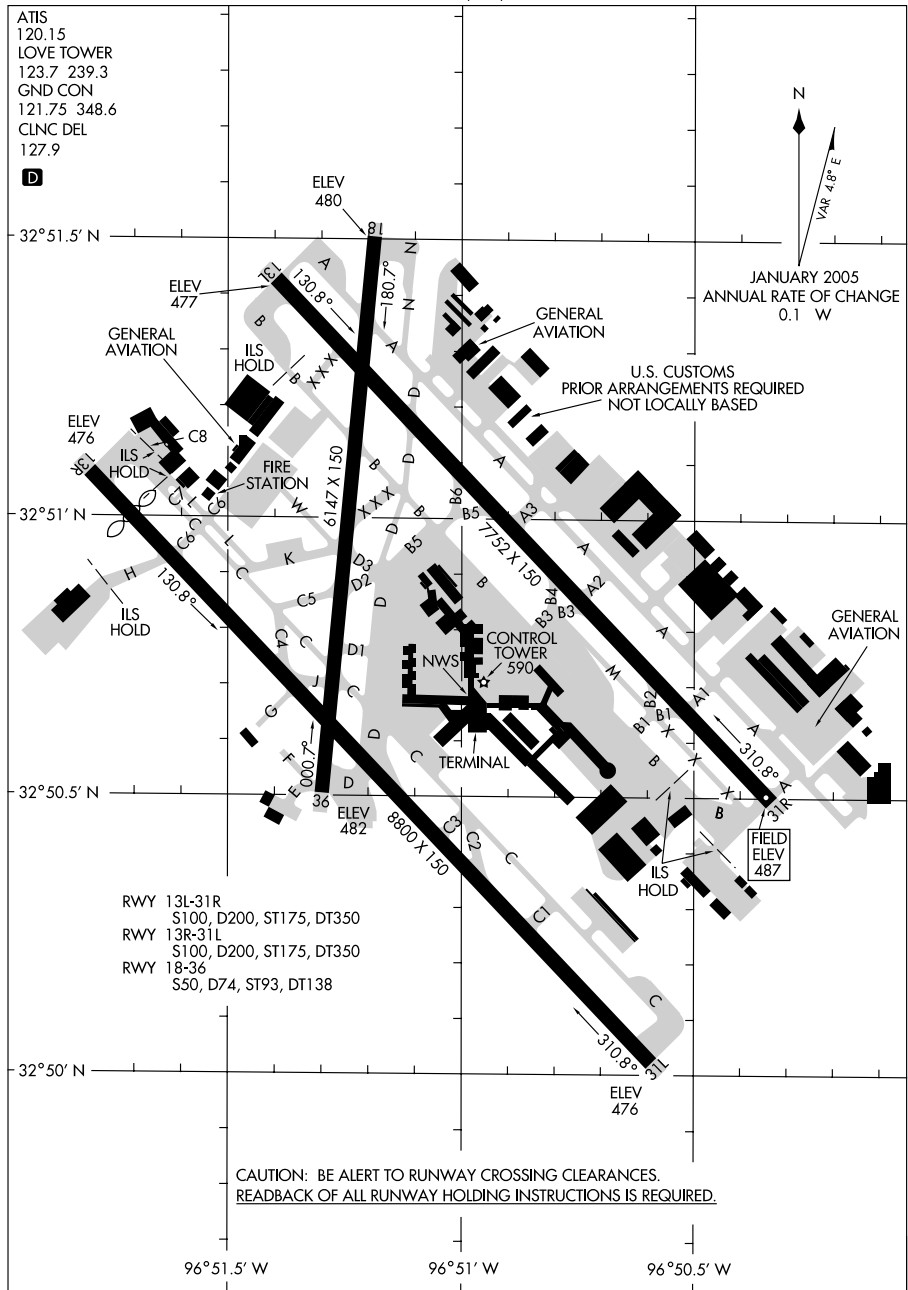 ATIS
120.15
LOVE TOWER
123.7 239.3
GND CON
121.75 348.6
CLNC DEL
127.9
D
N
VAR 4.8° E
JANUARY 2005
ANNUAL RATE OF CHANGE
0.1 W
ELEV
480
32°51.5' N
18
180.7°
N
N
13L
130.8°
A
ELEV
477
B
GENERAL
AVIATION
ILS
HOLD
B
X X X
A
D
GENERAL
AVIATION
U.S. CUSTOMS
PRIOR ARRANGEMENTS REQUIRED
NOT LOCALLY BASED
ELEV
476
13R
C8
ILS
HOLD
FIRE
STATION
C7
L
C
C9
C6
6147 X 150
W
B
D
X X X
B
D
B6
B5
B5
A
A3
7752 X 150
A
32°51' N
H
ILS
HOLD
130.8°
L
C
K
D3
D2
D
C5
C4
C
D1
J
C
G
F
E
B
B4
B3
B3
A2
A
M
NWS
CONTROL
TOWER
590
TERMINAL
GENERAL
AVIATION
B2
B1
B1
A1
A
X
X
X
310.8°
A
31R
B
B
FIELD
ELEV
487
ILS
HOLD
000.7°
36
D
D
C
32°50.5' N
ELEV
482
8800 X 150
C3
C2
C
C1
C
RWY 13L-31R
S100, D200, ST175, DT350
RWY 13R-31L
S100, D200, ST175, DT350
RWY 18-36
S50, D74, ST93, DT138
310.8°
31L
32°50' N
ELEV
476
CAUTION: BE ALERT TO RUNWAY CROSSING CLEARANCES.
READBACK OF ALL RUNWAY HOLDING INSTRUCTIONS IS REQUIRED.
96°51.5' W
96°51' W
96°50.5' W